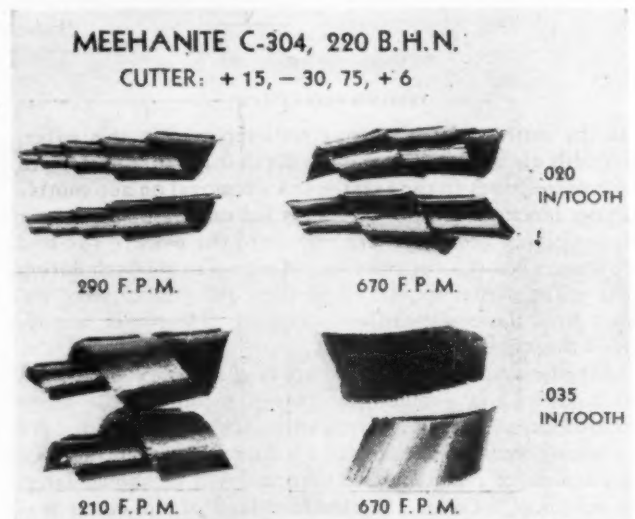 MEEHANITE C-304, 220 B.H.N.
CUTTER: + 15, - 30, 75, + 6
.020
IN/TOOTH
290 F.P.M.
670 F.P.M.
.035
IN/TOOTH
210 F.P.M.
670 F.P.M.